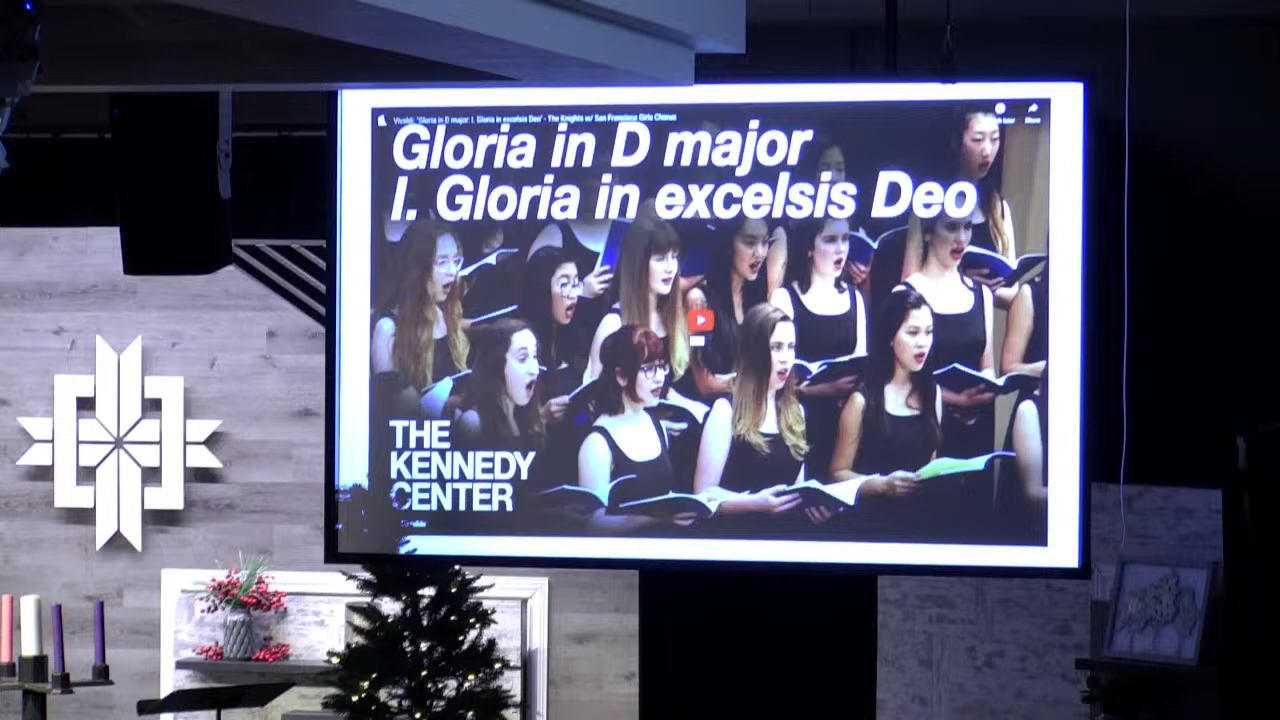 Vivaldi: "Gloria in D major: I. Gloria in excelsis Deo" - The Knights w/ San Francisco Girls Chorus
Share
Gloria in D major
I. Gloria in excelsis Deo
THE
KENNEDY
CENTER